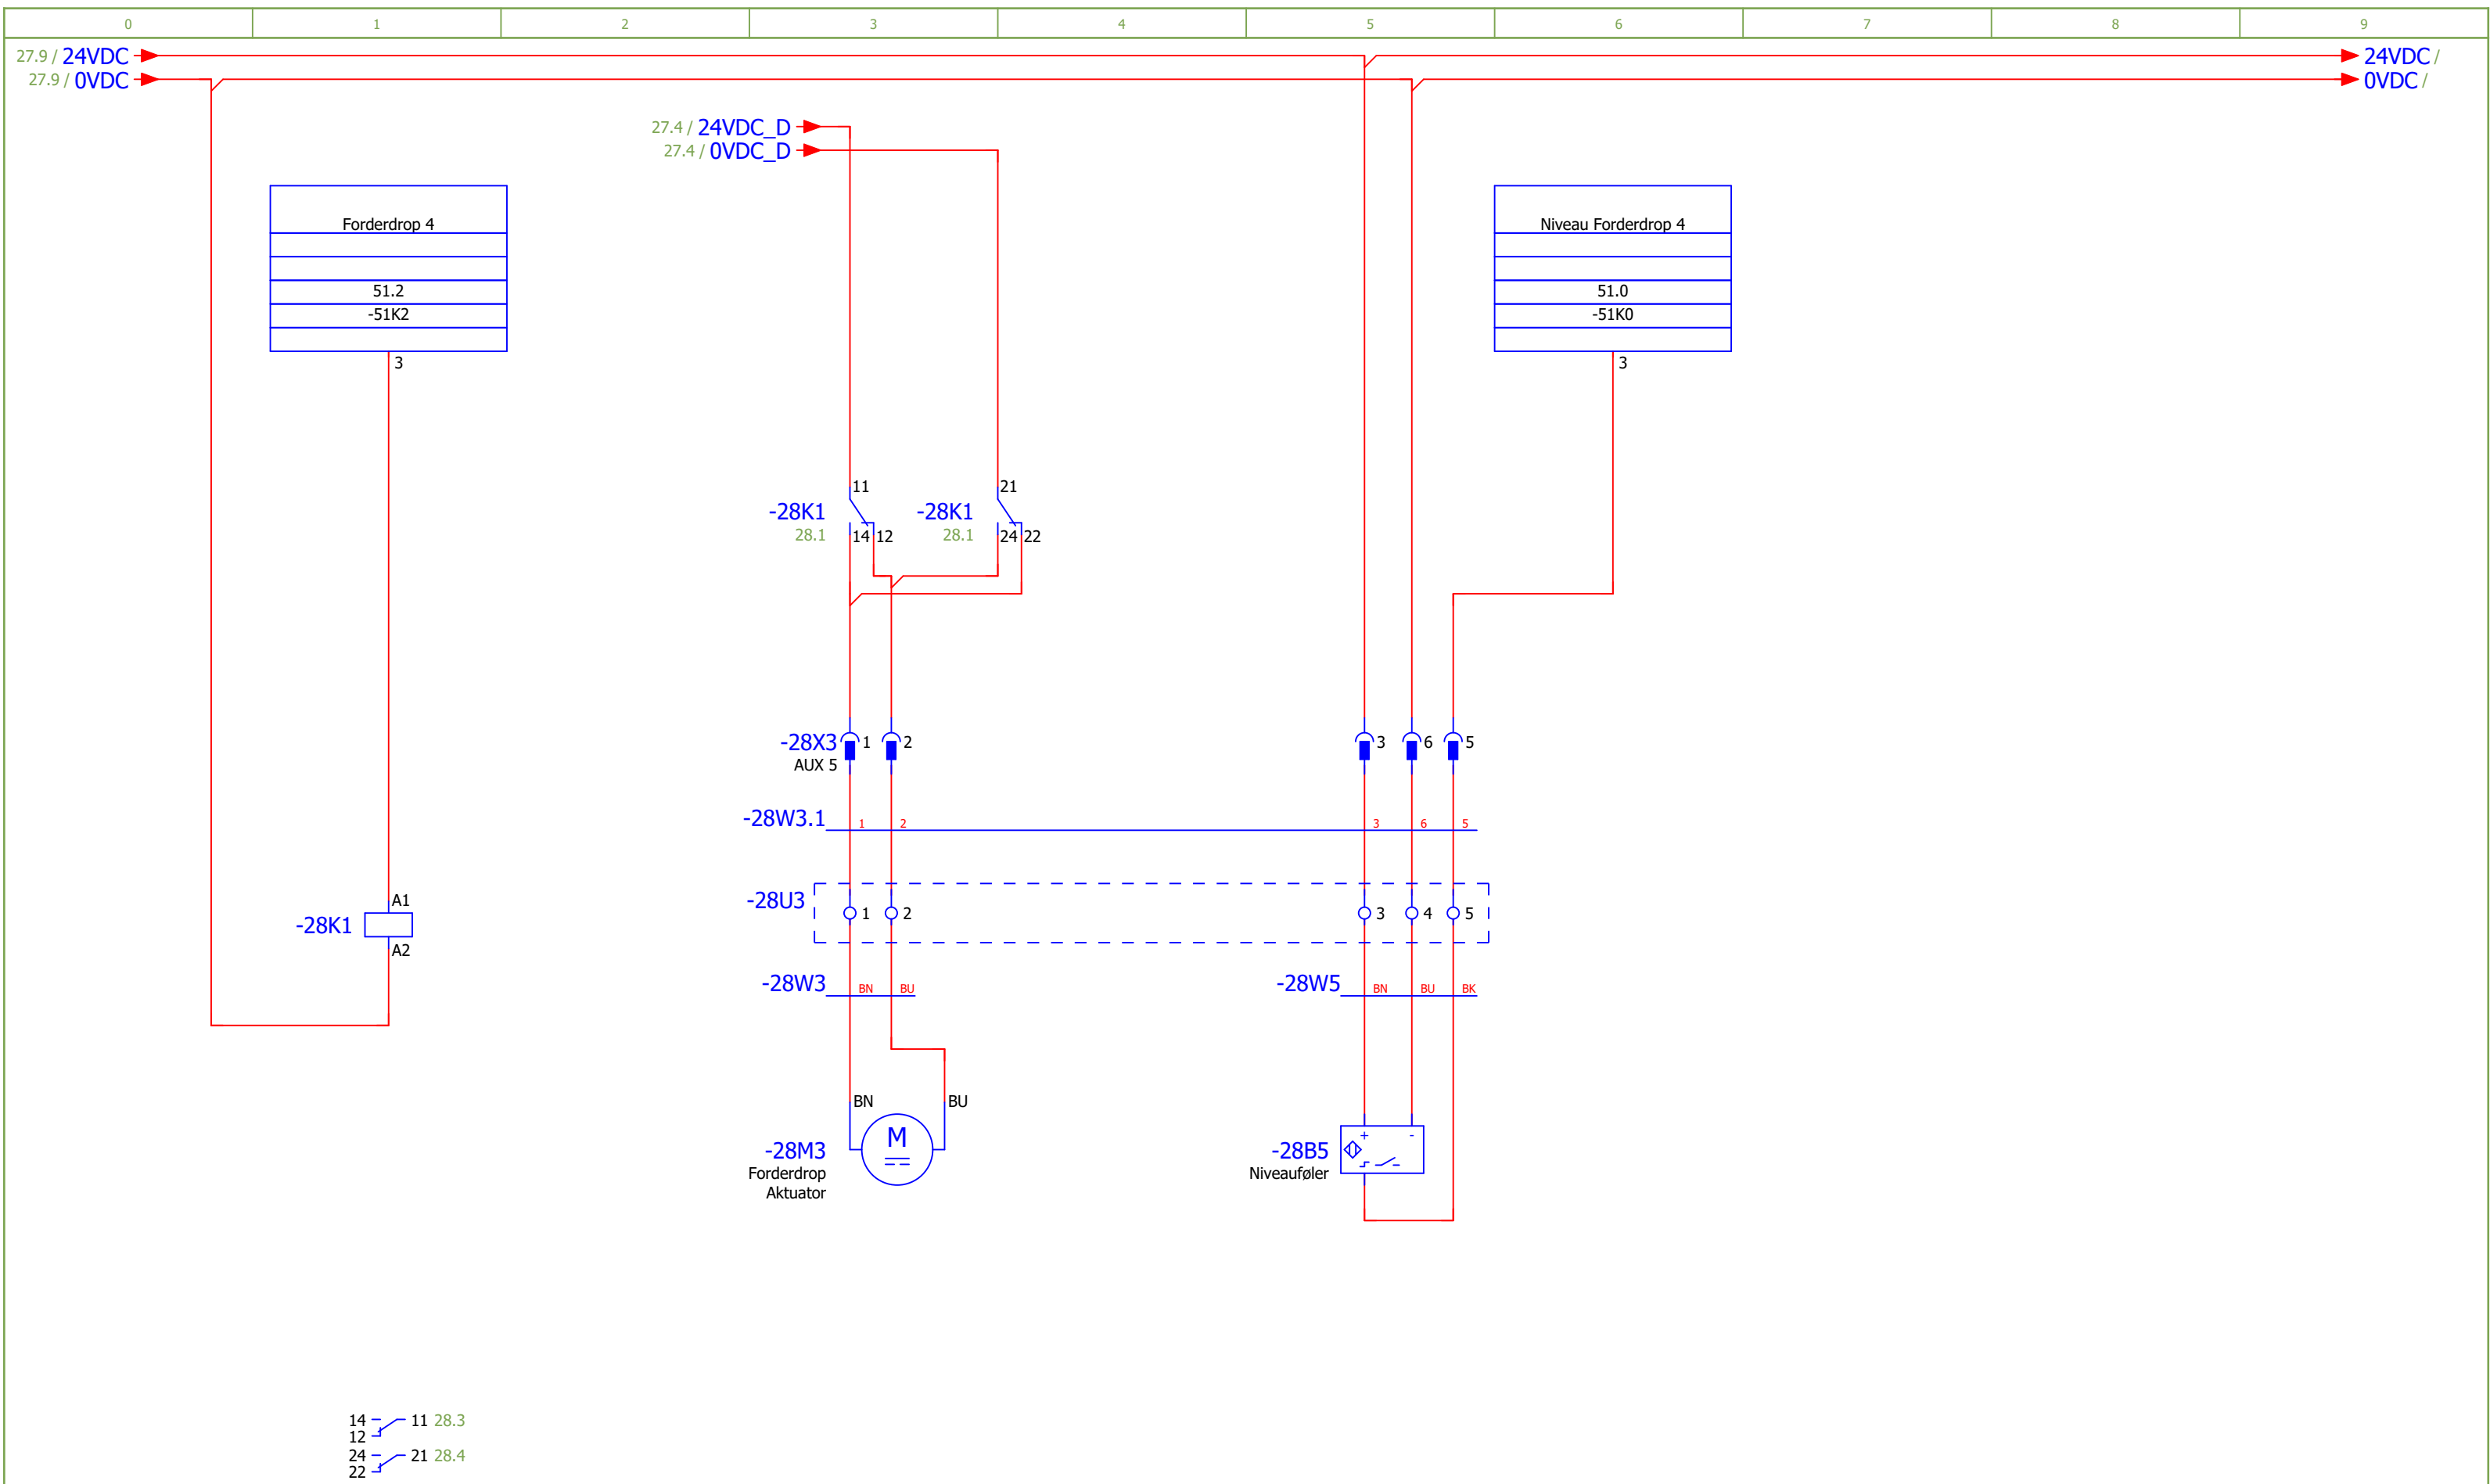 0 1 2 3 4 5 6 7 8 9
27.9 / 24VDC 24VDC /
27.9 / 0VDC 0VDC /
27.4 / 24VDC_D
27.4 / 0VDC_D
Forderdrop 4
51.2
-51K2
3
Niveau Forderdrop 4
51.0
-51K0
3
11 21
-28K1 -28K1
28.1 14 12 28.1 24 22
-28X3 1 2 3 6 5
AUX 5
-28W3.1 1 2 3 6 5
A1
-28K1
A2
-28U3 1 2 3 4 5
-28W3 BN BU
-28W5 BN BU BK
BN BU
M
-28M3
Forderdrop
Aktuator
+ -
-28B5
Niveauføler
14 11 28.3
12
24 21 28.4
22